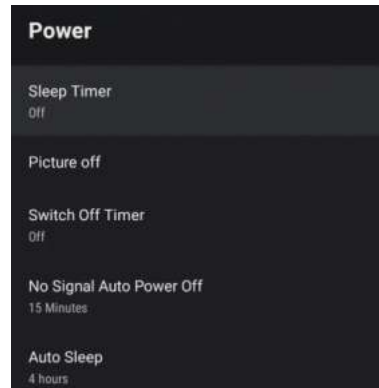 Power
Sleep Timer
Off
Picture off
Switch Off Timer
Off
No Signal Auto Power Off
15 Minutes
Auto Sleep
4 hours